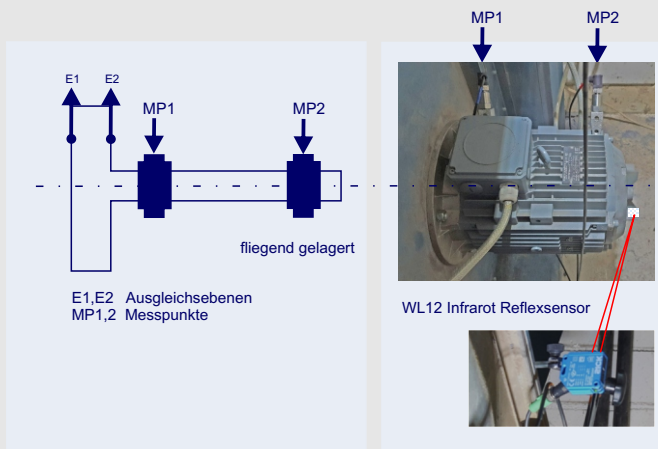 MP1
MP2
E1
E2
MP1
MP2
fliegend gelagert
E1,E2 Ausgleichsebenen
MP1,2 Messpunkte
WL12 Infrarot Reflexsensor